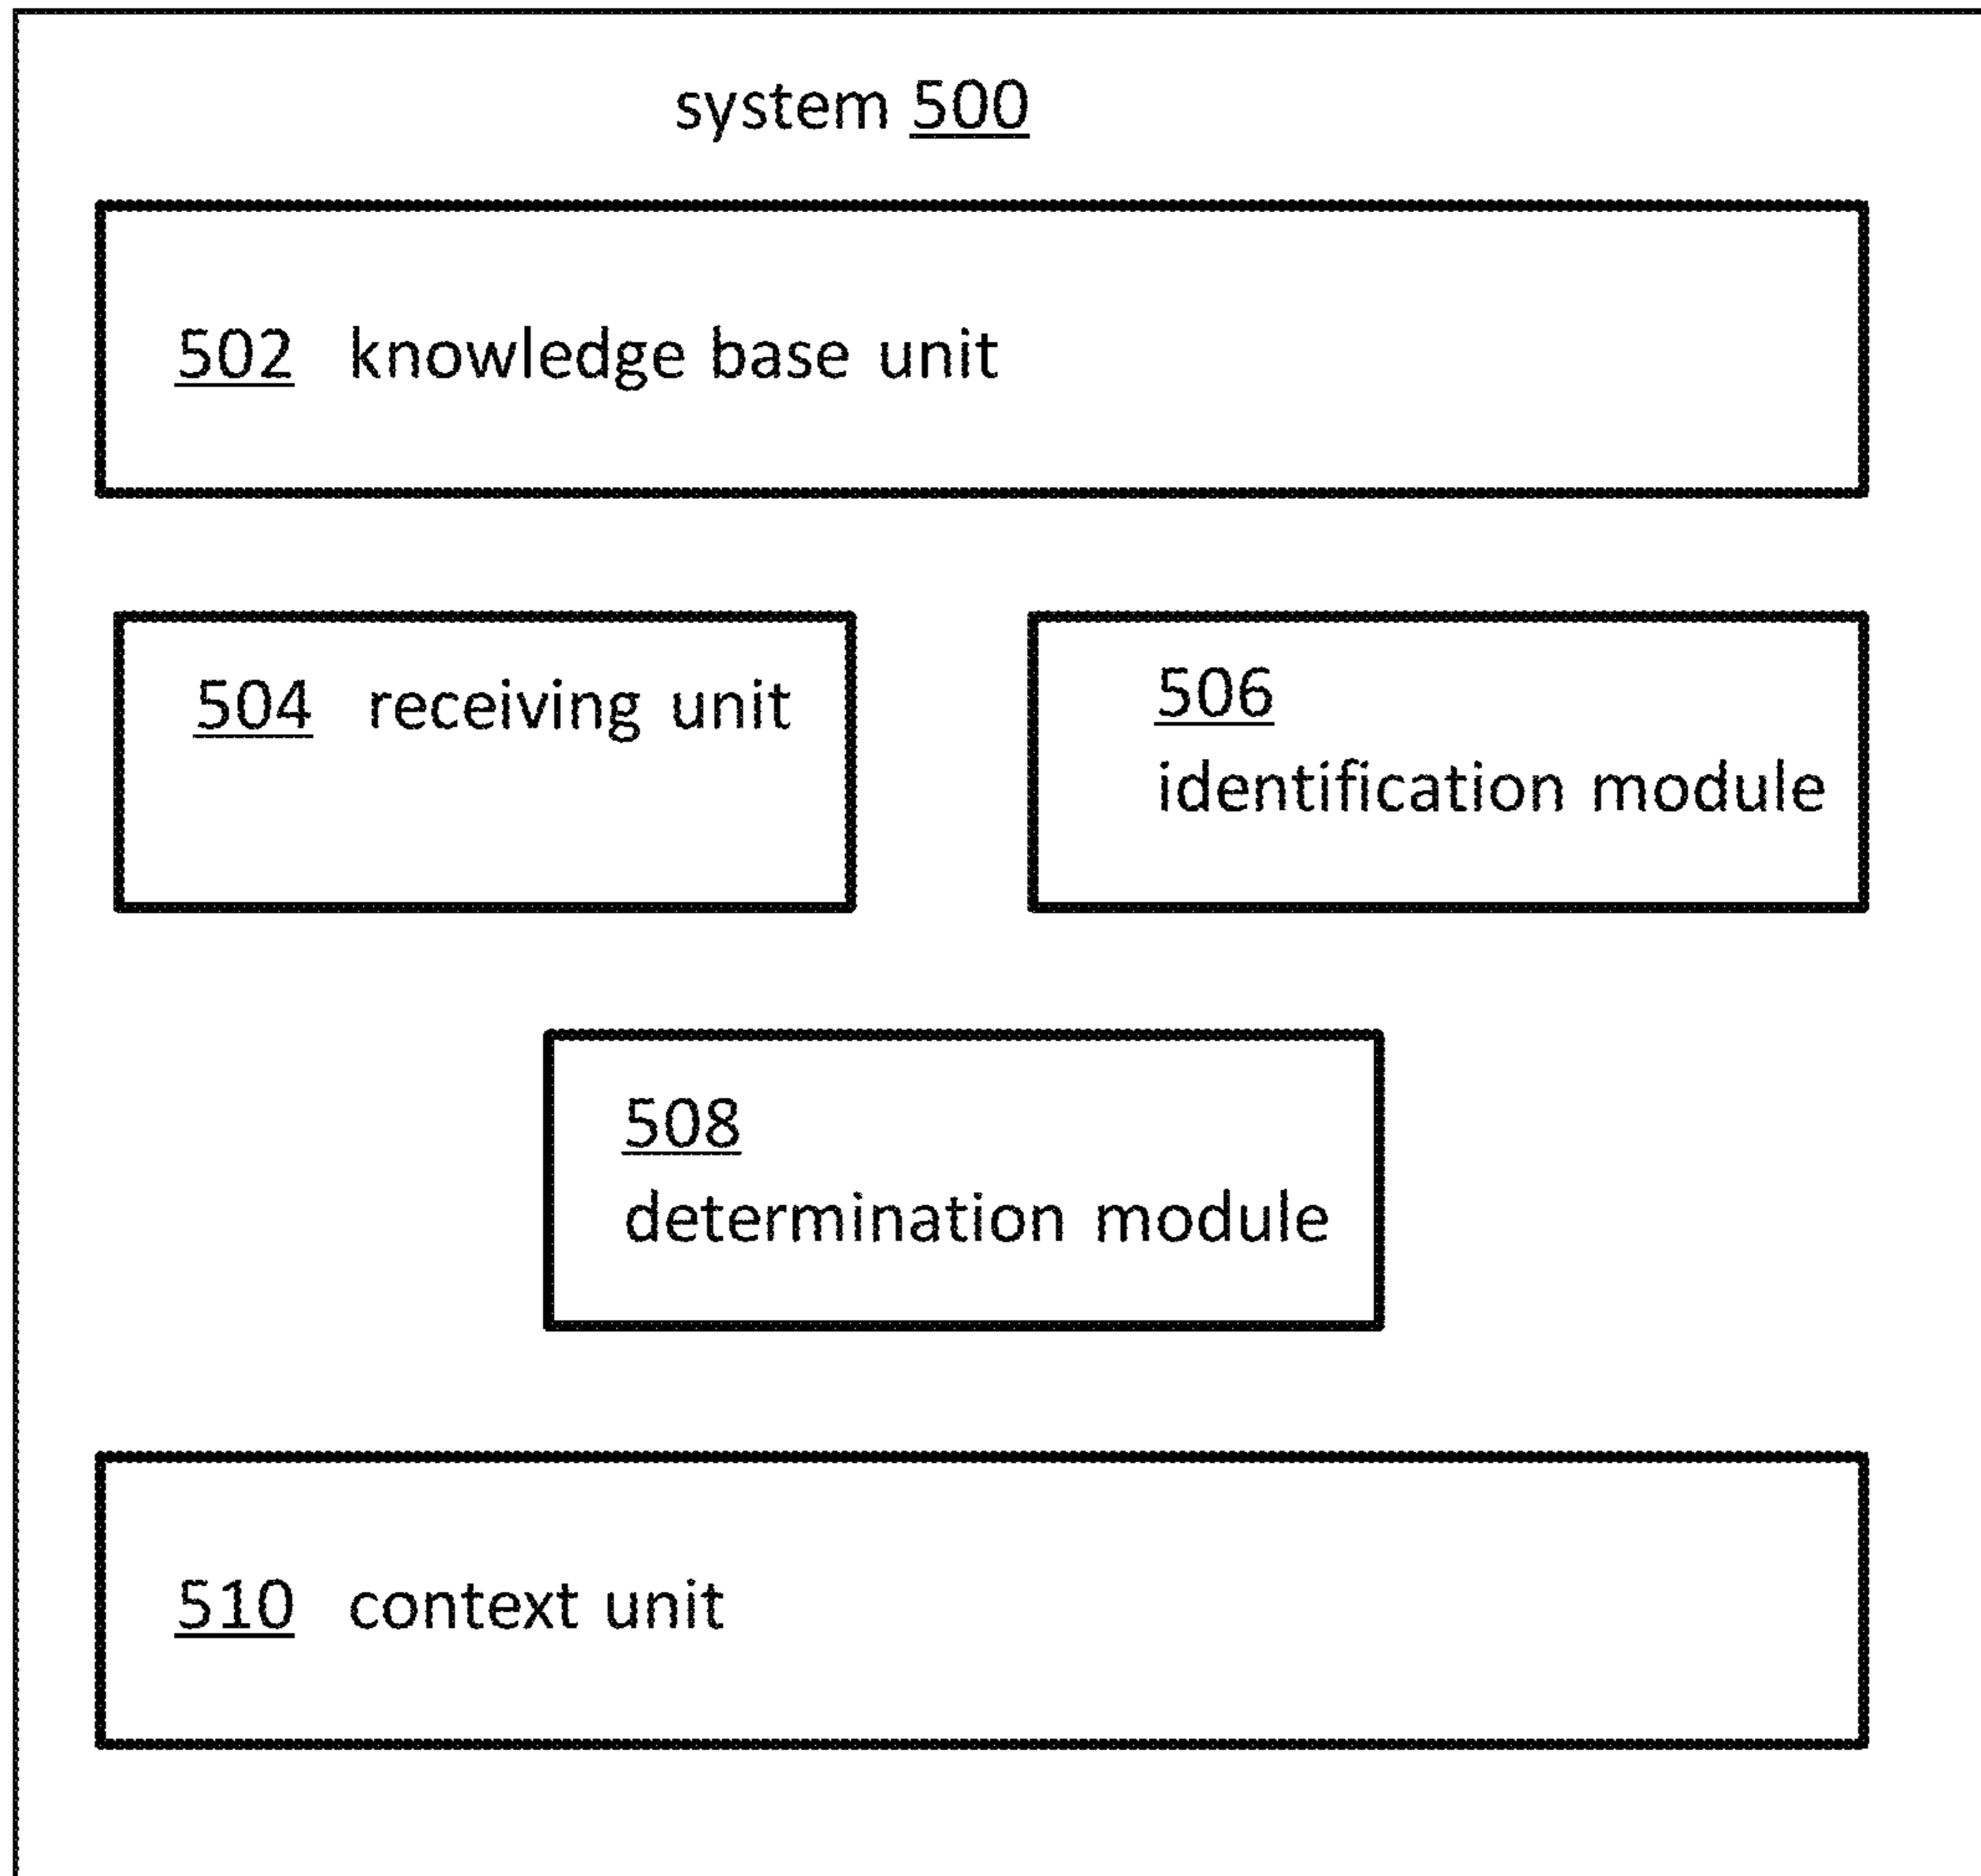 system 500
502 knowledge base unit
504 receiving unit
506
identification module
508
determination module
510 context unit